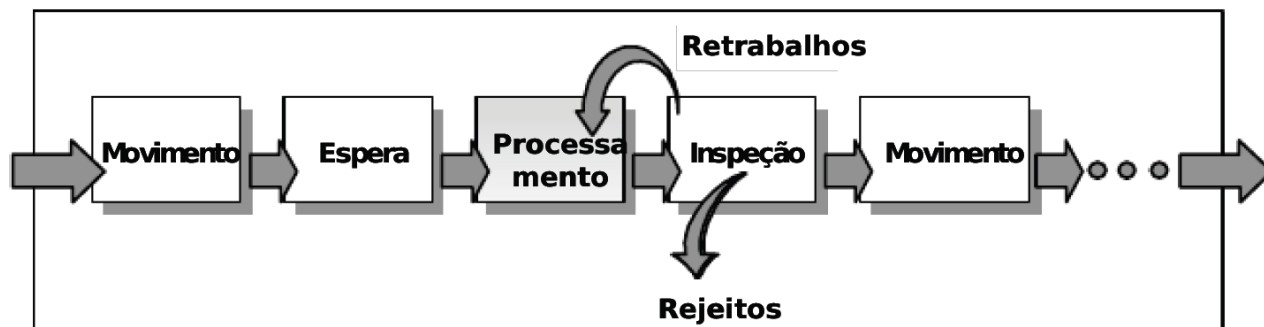 Retrabalhos
Movimento
Espera
Processa
mento
Inspeção
Movimento
Rejeitos